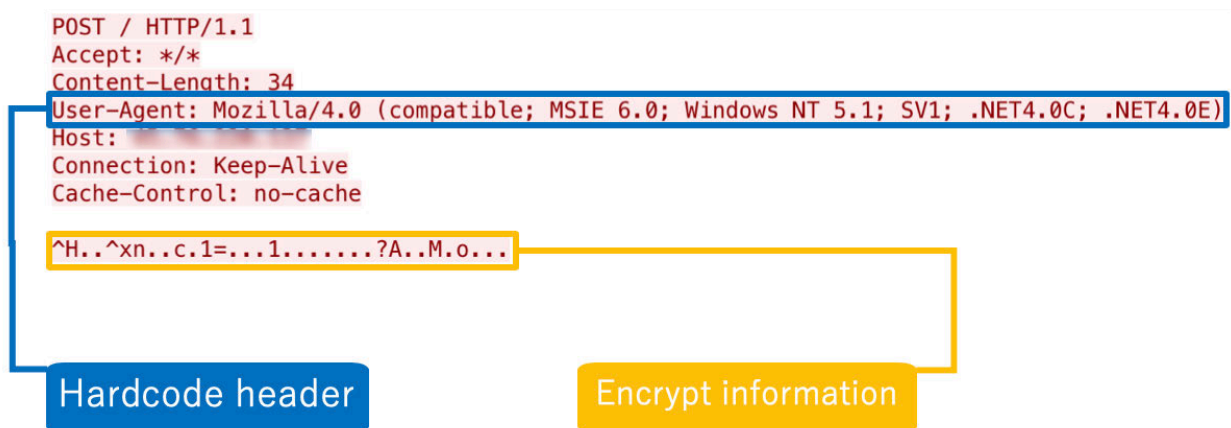 POST / HTTP/1.1
Accept: */*
Content-Length: 34
User-Agent: Mozilla/4.0 (compatible; MSIE 6.0; Windows NT 5.1; SV1; .NET4.0C; .NET4.0E)
Host:
Connection: Keep-Alive
Cache-Control: no-cache
^H..^xn..c.1=...1.......?A..M.o...
Hardcode header
Encrypt information